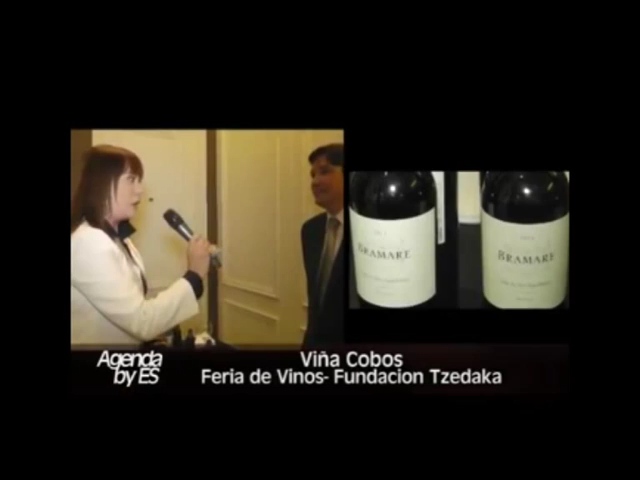 BRAMARE
BRAMARE
Agenda
by ES
Viña Cobos
Feria de Vinos- Fundacion Tzedaka